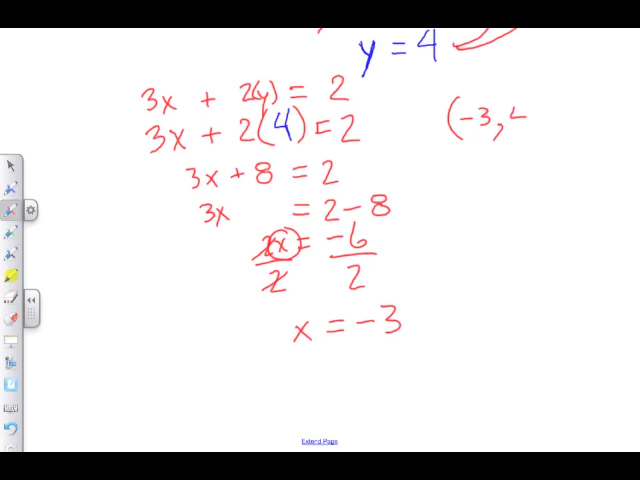 y = 4
3x + 2(y) = 2
3x + 2(4) = 2
(-3, 4
3x + 8 = 2
3x = 2 - 8
2x = -6
2 2
x = -3
Extend Page